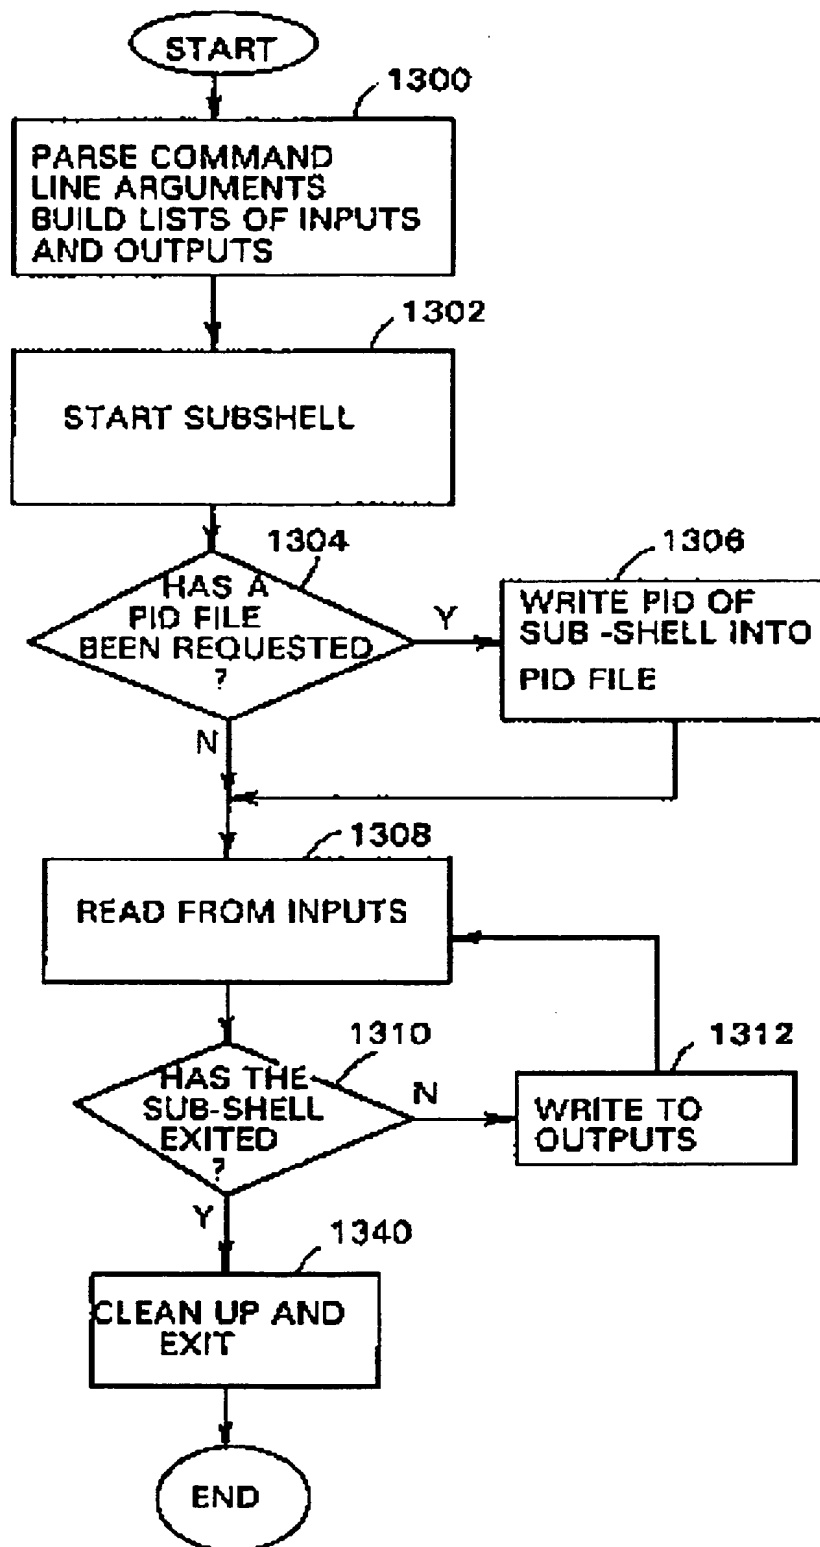 START
1300
PARSE COMMAND
LINE ARGUMENTS
BUILD LISTS OF INPUTS
AND OUTPUTS
1302
START SUBSHELL
1304
HAS A
PID FILE
BEEN REQUESTED
?
Y
1306
WRITE PID OF
SUB-SHELL INTO
PID FILE
N
1308
READ FROM INPUTS
1310
HAS THE
SUB-SHELL
EXITED
?
N
1312
WRITE TO
OUTPUTS
Y
1340
CLEAN UP AND
EXIT
END